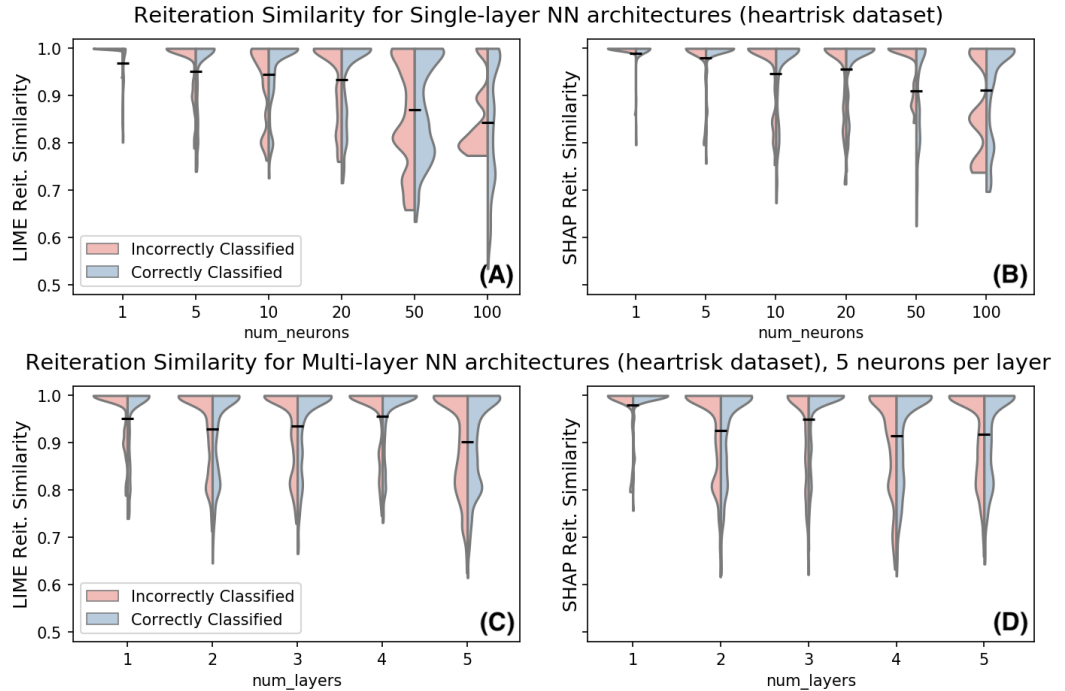 Reiteration Similarity for Single-layer NN architectures (heartrisk dataset)
LIME Reit. Similarity
1.0
0.9
0.8
0.7
0.6
0.5
Incorrectly Classified
Correctly Classified
(A)
1 5 10 20 50 100
num_neurons
SHAP Reit. Similarity
(B)
1 5 10 20 50 100
num_neurons
Reiteration Similarity for Multi-layer NN architectures (heartrisk dataset), 5 neurons per layer
LIME Reit. Similarity
1.0
0.9
0.8
0.7
0.6
0.5
Incorrectly Classified
Correctly Classified
(C)
1 2 3 4 5
num_layers
SHAP Reit. Similarity
(D)
1 2 3 4 5
num_layers